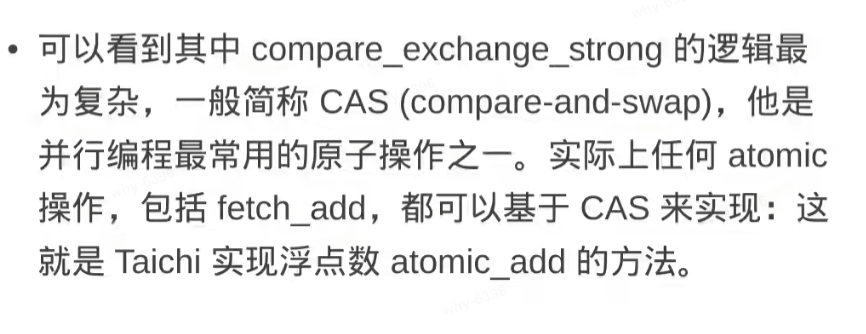 • 可以看到其中 compare_exchange_strong 的逻辑最
为复杂，一般简称 CAS (compare-and-swap)，他是
并行编程最常用的原子操作之一。实际上任何 atomic
操作，包括 fetch_add，都可以基于 CAS 来实现：这
就是 Taichi 实现浮点数 atomic_add 的方法。